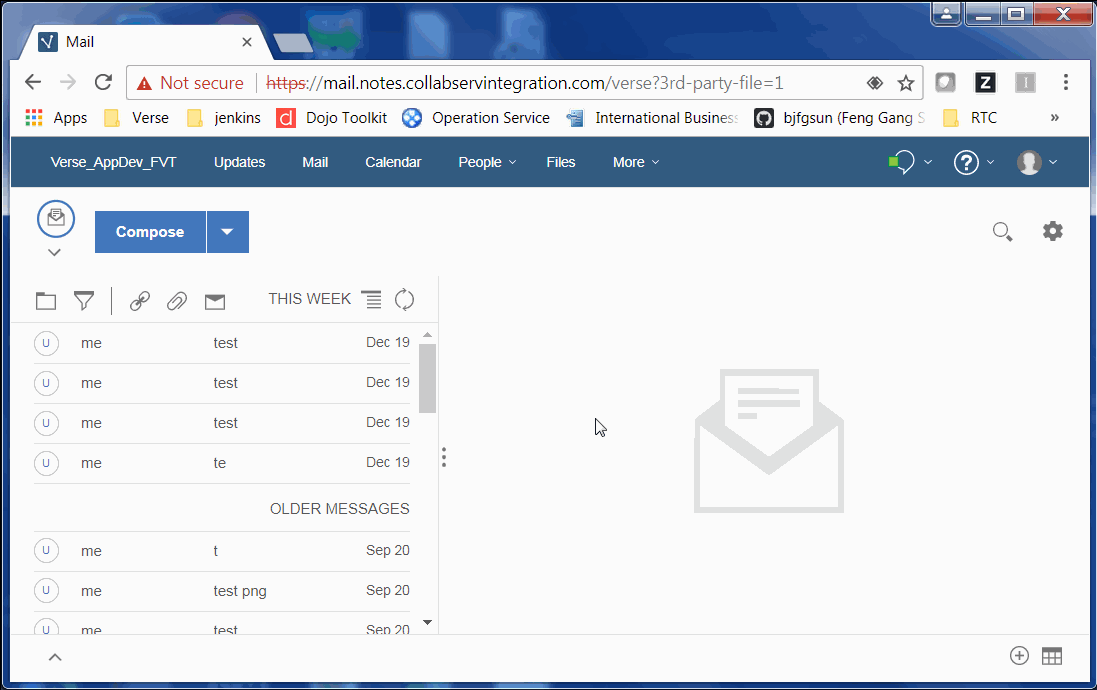 Mail
Not secure https://mail.notes.collabservintegration.com/verse?3rd-party-file=1
Apps Verse jenkins Dojo Toolkit Operation Service International Business bjfgsun (Feng Gang S RTC »
Verse_AppDev_FVT Updates Mail Calendar People Files More
Compose
THIS WEEK
U me test Dec 19
U me test Dec 19
U me test Dec 19
U me te Dec 19
OLDER MESSAGES
U me t Sep 20
U me test png Sep 20
U me test Sep 20